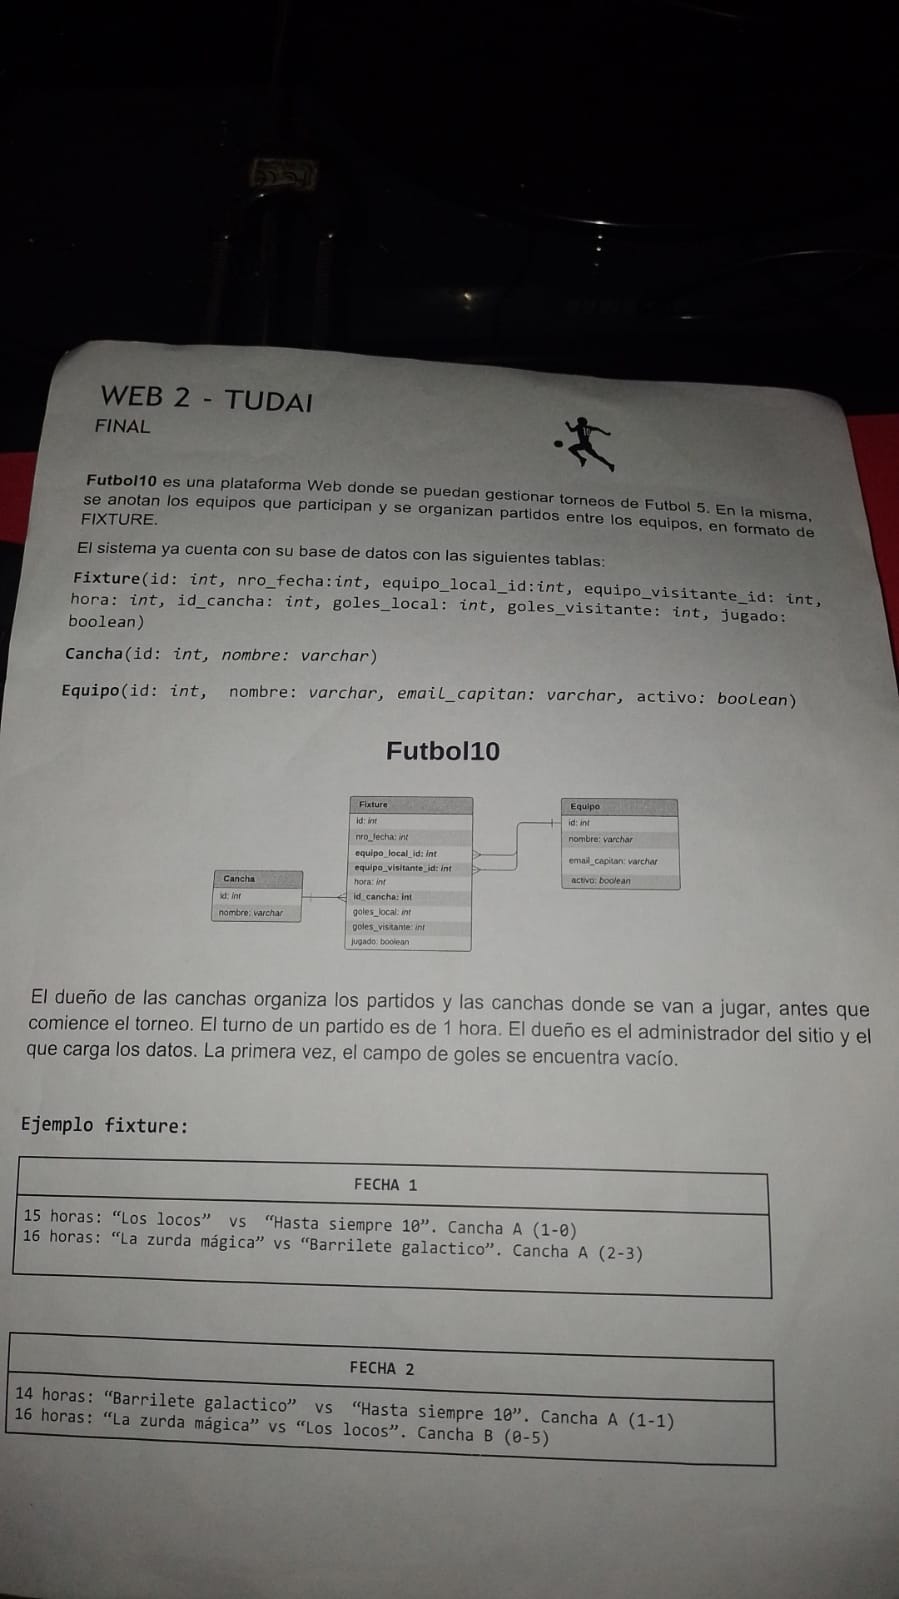 WEB 2 - TUDAI
FINAL
Futbol10 es una plataforma Web donde se puedan gestionar torneos de Futbol 5. En la misma,
se anotan los equipos que participan y se organizan partidos entre los equipos, en formato de
FIXTURE.
El sistema ya cuenta con su base de datos con las siguientes tablas:
Fixture(id: int, nro_fecha:int, equipo_local_id:int, equipo_visitante_id: int,
hora: int, id_cancha: int, goles_local: int, goles_visitante: int, jugado:
boolean)
Cancha(id: int, nombre: varchar)
Equipo(id: int, nombre: varchar, email_capitan: varchar, activo: boolean)
Futbol10
Fixture
id: int
nro_fecha: int
equipo_local_id: int
equipo_visitante_id: int
hora: int
id_cancha: int
goles_local: int
goles_visitante: int
jugado: boolean
Equipo
id: int
nombre: varchar
email_capitan: varchar
activo: boolean
Cancha
id: int
nombre: varchar
El dueño de las canchas organiza los partidos y las canchas donde se van a jugar, antes que
comience el torneo. El turno de un partido es de 1 hora. El dueño es el administrador del sitio y el
que carga los datos. La primera vez, el campo de goles se encuentra vacío.
Ejemplo fixture:
FECHA 1
15 horas: “Los locos” vs “Hasta siempre 10”. Cancha A (1-0)
16 horas: “La zurda mágica” vs “Barrilete galactico”. Cancha A (2-3)
FECHA 2
14 horas: “Barrilete galactico” vs “Hasta siempre 10”. Cancha A (1-1)
16 horas: “La zurda mágica” vs “Los locos”. Cancha B (0-5)